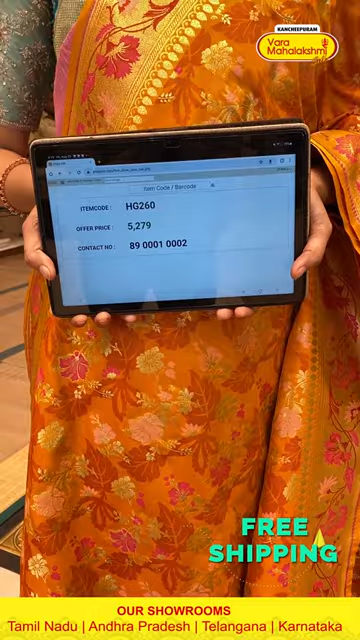 KANCHEEPURAM
Vara
Mahalakshmi
Item Code / Barcode
ITEMCODE : HG260
OFFER PRICE : 5,279
CONTACT NO : 89 0001 0002
FREE
SHIPPING
OUR SHOWROOMS
Tamil Nadu | Andhra Pradesh | Telangana | Karnataka